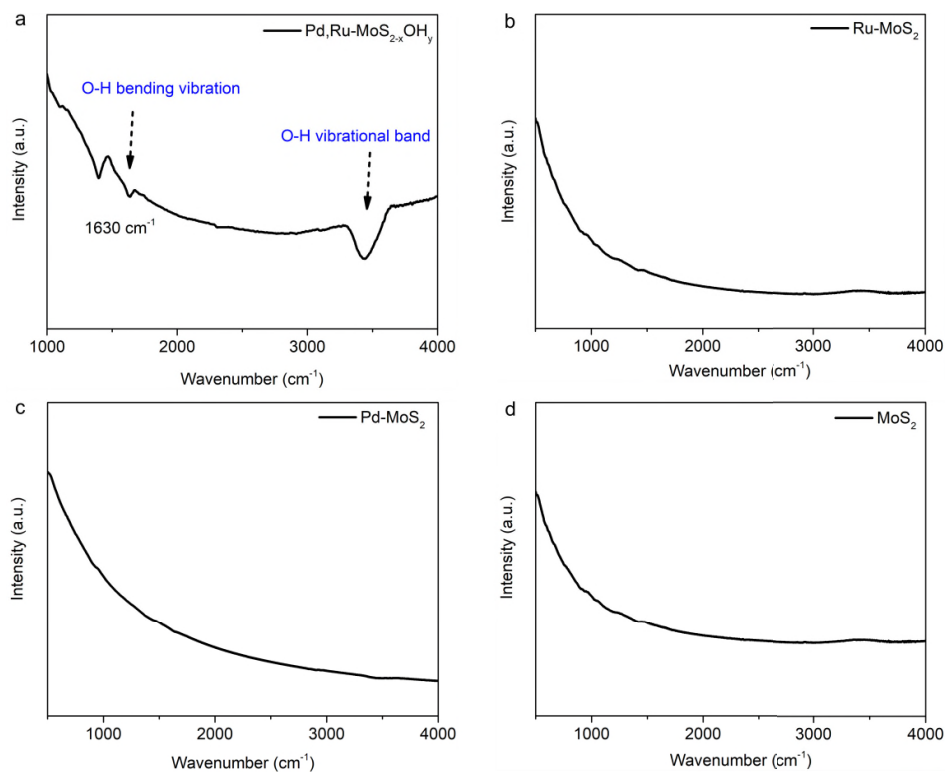 a
Pd,Ru-MoS2-xOHy
O-H bending vibration
O-H vibrational band
1630 cm-1
Intensity (a.u.)
1000 2000 3000 4000
Wavenumber (cm-1)
b
Ru-MoS2
Intensity (a.u.)
1000 2000 3000 4000
Wavenumber (cm-1)
c
Pd-MoS2
Intensity (a.u.)
1000 2000 3000 4000
Wavenumber (cm-1)
d
MoS2
Intensity (a.u.)
1000 2000 3000 4000
Wavenumber (cm-1)